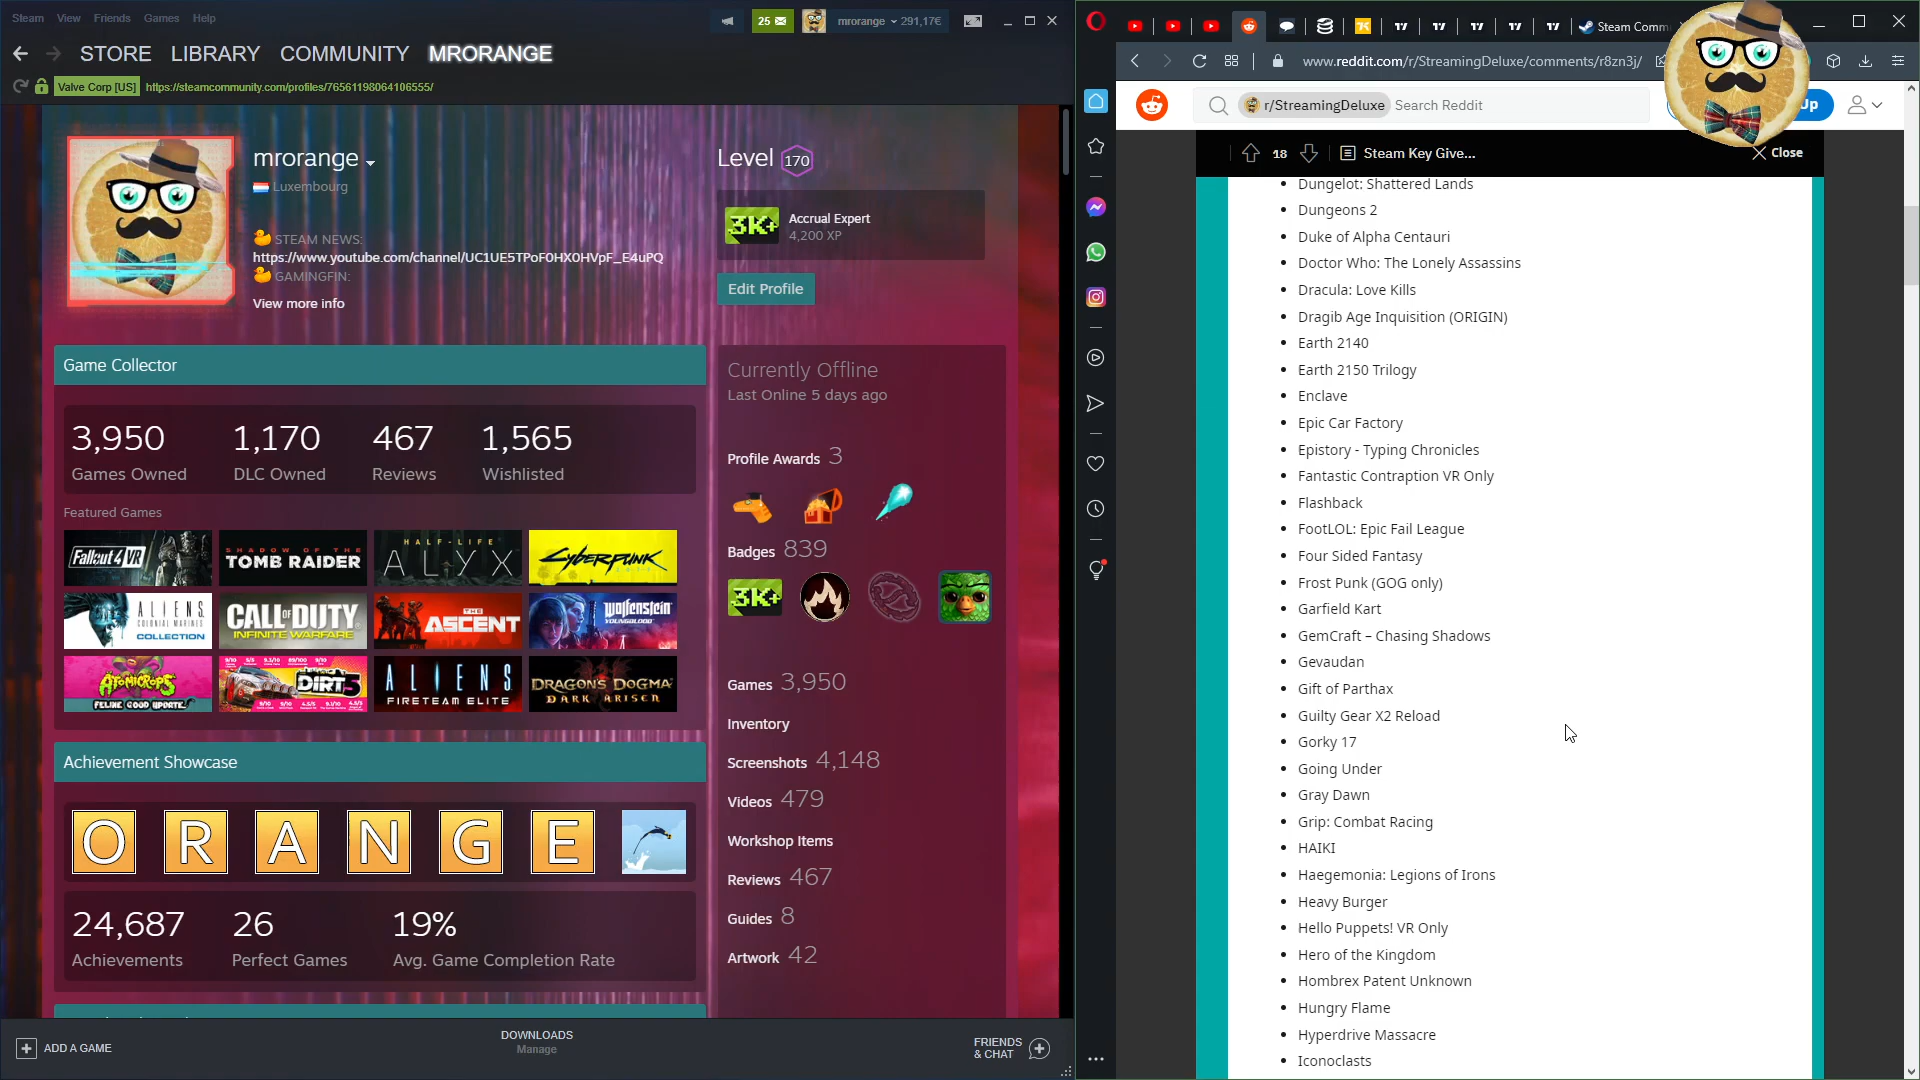 Steam View Friends Games Help
25
mrorange
291,17€
STORE LIBRARY COMMUNITY MRORANGE
Valve Corp [US]
https://steamcommunity.com/profiles/76561198064106555/
mrorange
Luxembourg
STEAM NEWS:
https://www.youtube.com/channel/UC1UE5TPoF0HX0HVpF_E4uPQ
GAMINGFIN:
View more info
Level 170
3K+
Accrual Expert
4,200 XP
Edit Profile
Game Collector
3,950 1,170 467 1,565
Games Owned DLC Owned Reviews Wishlisted
Featured Games
Fallout 4 VR
SHADOW OF THE
TOMB RAIDER
HALF-LIFE
ALYX
CYBERPUNK
ALIENS
COLONIAL MARINES
COLLECTION
CALL OF DUTY
INFINITE WARFARE
THE
ASCENT
Wolfenstein
YOUNGBLOOD
ATOMICROPS
FELINE GOOD UPDATE!
DIRT 5
ALIENS
FIRETEAM ELITE
DRAGON'S DOGMA
DARK ARISEN
Achievement Showcase
O R A N G E
24,687 26 19%
Achievements Perfect Games Avg. Game Completion Rate
Currently Offline
Last Online 5 days ago
Profile Awards 3
Badges 839
3K+
Games 3,950
Inventory
Screenshots 4,148
Videos 479
Workshop Items
Reviews 467
Guides 8
Artwork 42
ADD A GAME
DOWNLOADS
Manage
FRIENDS
& CHAT
Steam Comm
www.reddit.com/r/StreamingDeluxe/comments/r8zn3j/
r/StreamingDeluxe Search Reddit
Up
18
Steam Key Give...
Close
Dungelot: Shattered Lands
Dungeons 2
Duke of Alpha Centauri
Doctor Who: The Lonely Assassins
Dracula: Love Kills
Dragib Age Inquisition (ORIGIN)
Earth 2140
Earth 2150 Trilogy
Enclave
Epic Car Factory
Epistory - Typing Chronicles
Fantastic Contraption VR Only
Flashback
FootLOL: Epic Fail League
Four Sided Fantasy
Frost Punk (GOG only)
Garfield Kart
GemCraft – Chasing Shadows
Gevaudan
Gift of Parthax
Guilty Gear X2 Reload
Gorky 17
Going Under
Gray Dawn
Grip: Combat Racing
HAIKI
Haegemonia: Legions of Irons
Heavy Burger
Hello Puppets! VR Only
Hero of the Kingdom
Hombrex Patent Unknown
Hungry Flame
Hyperdrive Massacre
Iconoclasts